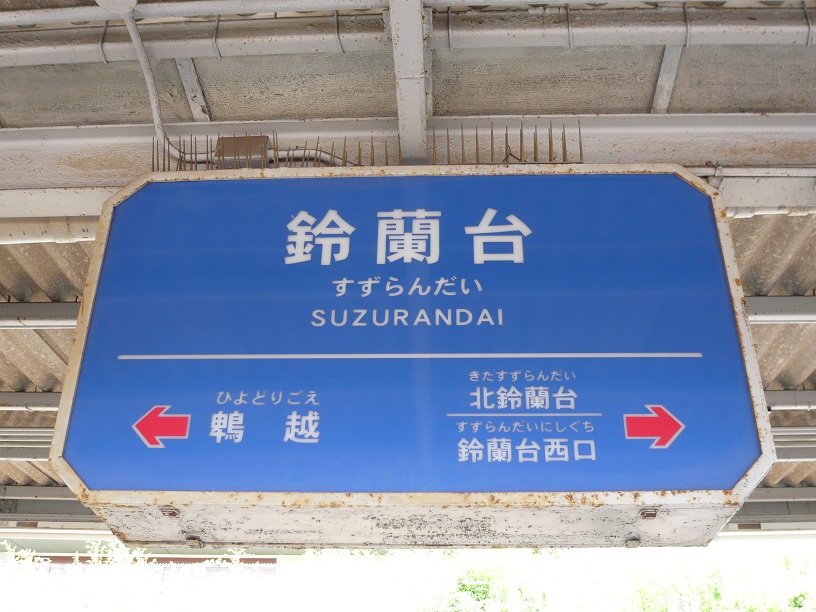 鈴蘭台
すずらんだい
SUZURANDAI
ひよどりごえ
鵯越
きたすずらんだい
北鈴蘭台
すずらんだいにしぐち
鈴蘭台西口